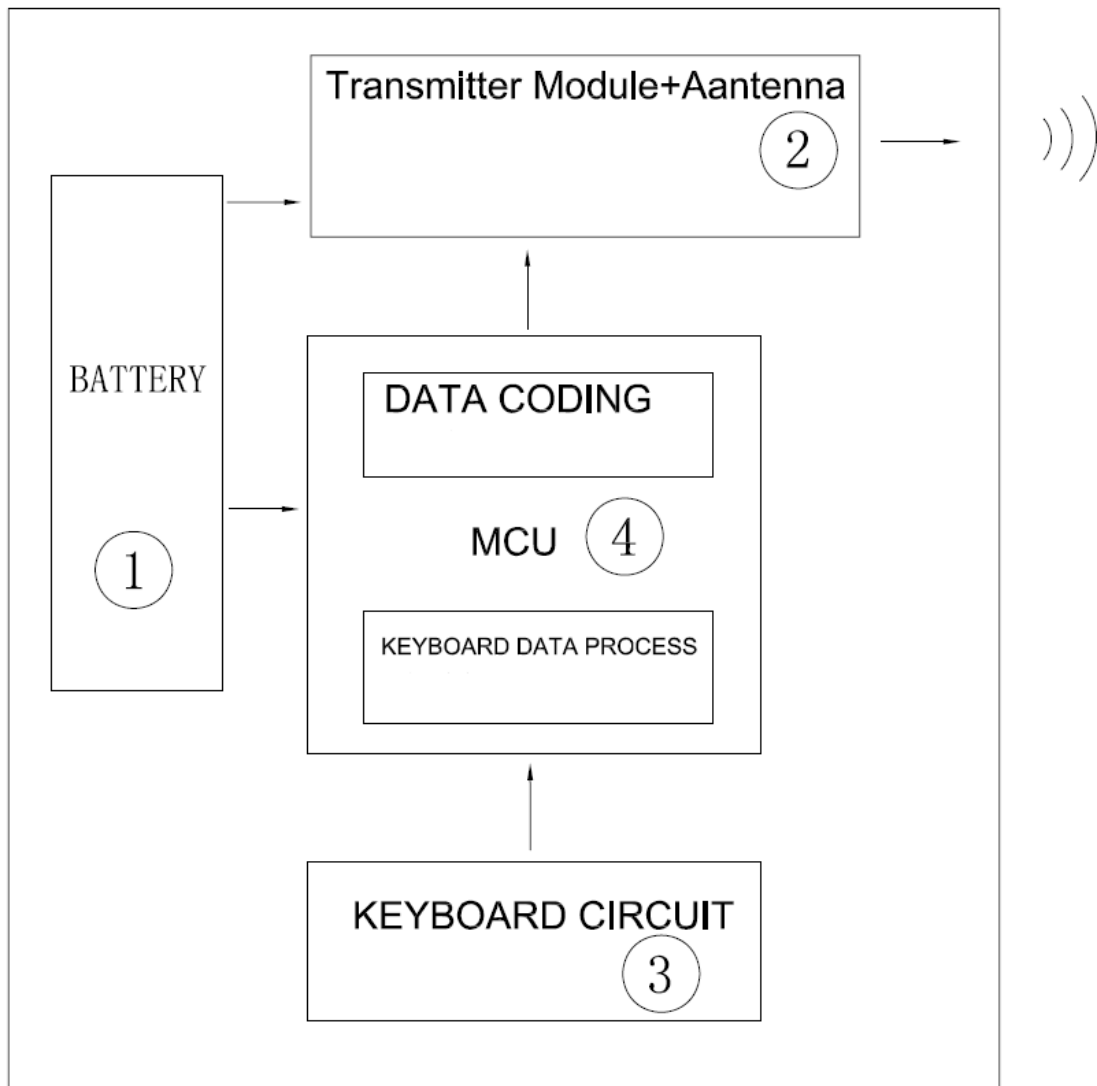 Transmitter Module+Aantenna
②
BATTERY
①
DATA CODING
MCU ④
KEYBOARD DATA PROCESS
KEYBOARD CIRCUIT
③